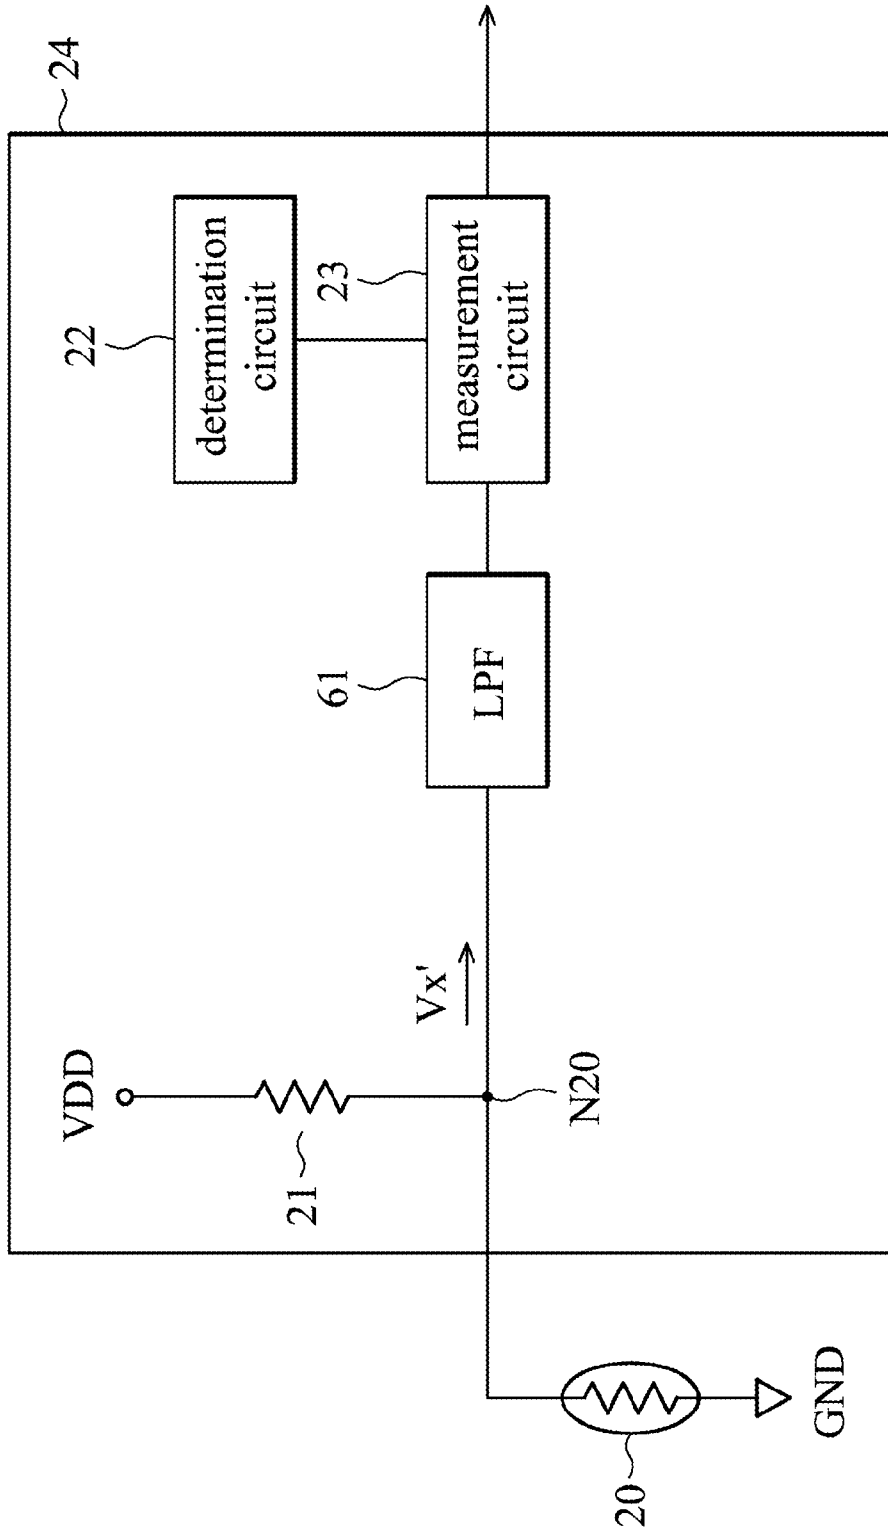 24
22
determination
circuit
23
measurement
circuit
61
LPF
VDD
21
Vx'
N20
20
GND